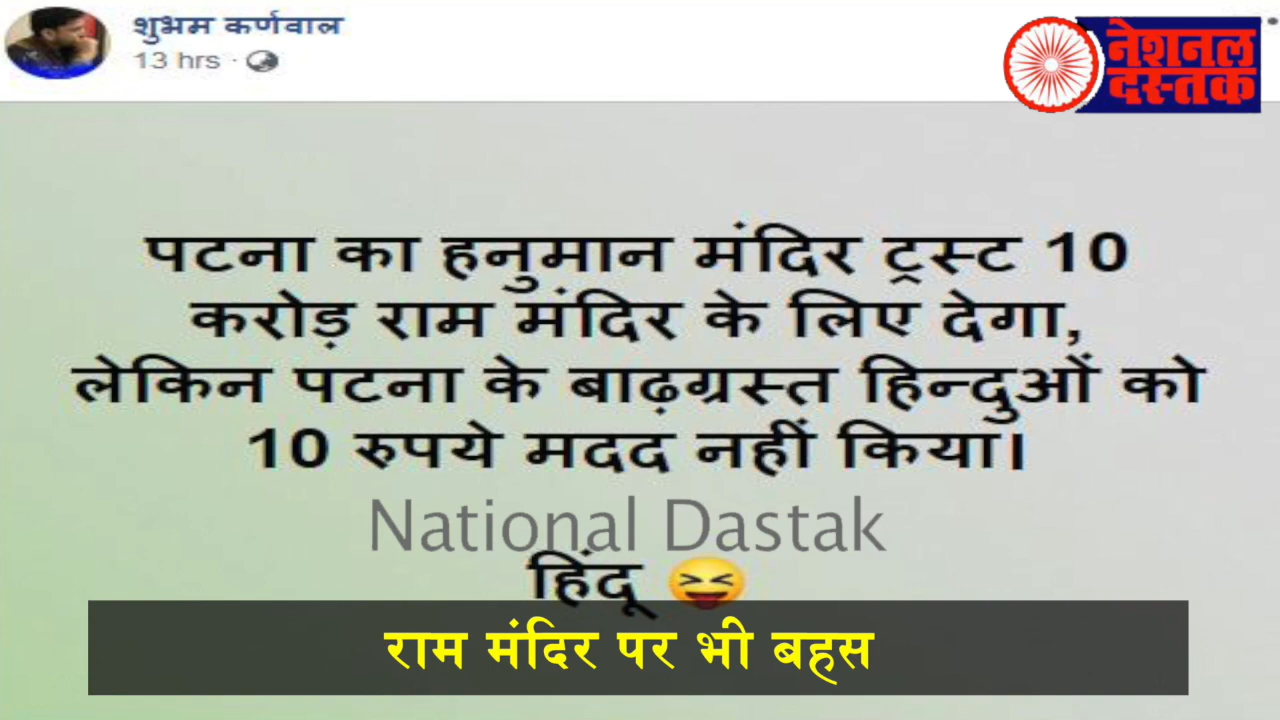 शुभम कर्णवाल
13 hrs ·
नेशनल
दस्तक
पटना का हनुमान मंदिर ट्रस्ट 10
करोड़ राम मंदिर के लिए देगा,
लेकिन पटना के बाढ़ग्रस्त हिन्दुओं को
10 रुपये मदद नहीं किया।
National Dastak
हिंदू 😝
राम मंदिर पर भी बहस